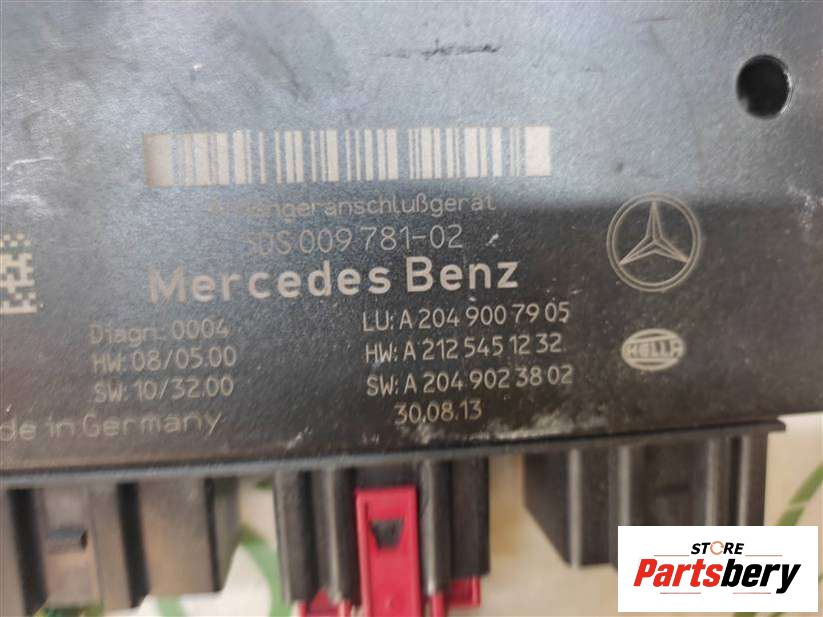 Anhängeranschlußgerät
5DS 009 781-02
Mercedes Benz
Diagn.:0004
HW: 08/05.00
SW: 10/32.00
LU: A 204 900 79 05
HW: A 212 545 12 32
SW: A 204 902 38 02
30.08.13
in Germany
HELLA
STORE
Partsbery